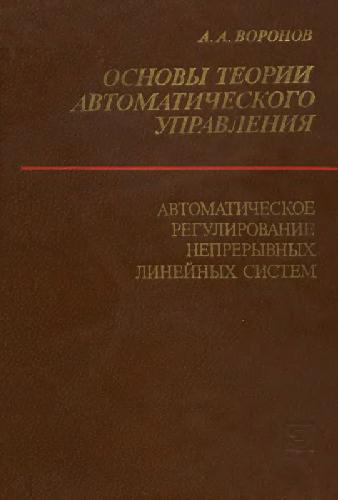 А. А. ВОРОНОВ
ОСНОВЫ ТЕОРИИ
АВТОМАТИЧЕСКОГО
УПРАВЛЕНИЯ
АВТОМАТИЧЕСКОЕ
РЕГУЛИРОВАНИЕ
НЕПРЕРЫВНЫХ
ЛИНЕЙНЫХ СИСТЕМ